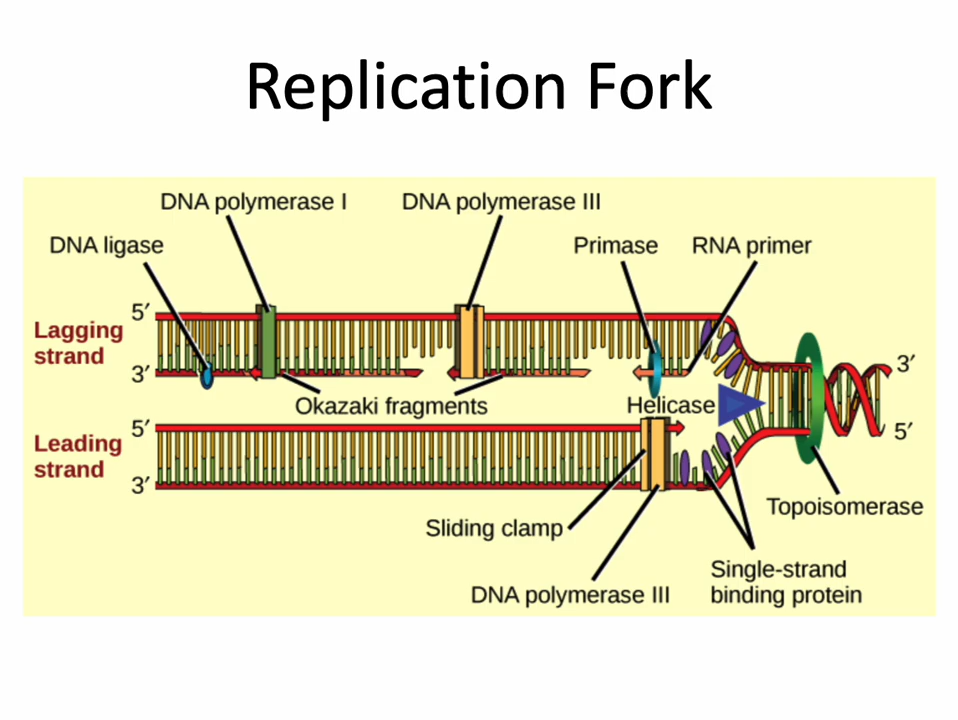 Replication Fork
DNA polymerase I
DNA polymerase III
DNA ligase
Primase
RNA primer
5′
Lagging
strand
3′
3′
Okazaki fragments
Helicase
5′
5′
Leading
strand
3′
Topoisomerase
Sliding clamp
Single-strand
binding protein
DNA polymerase III